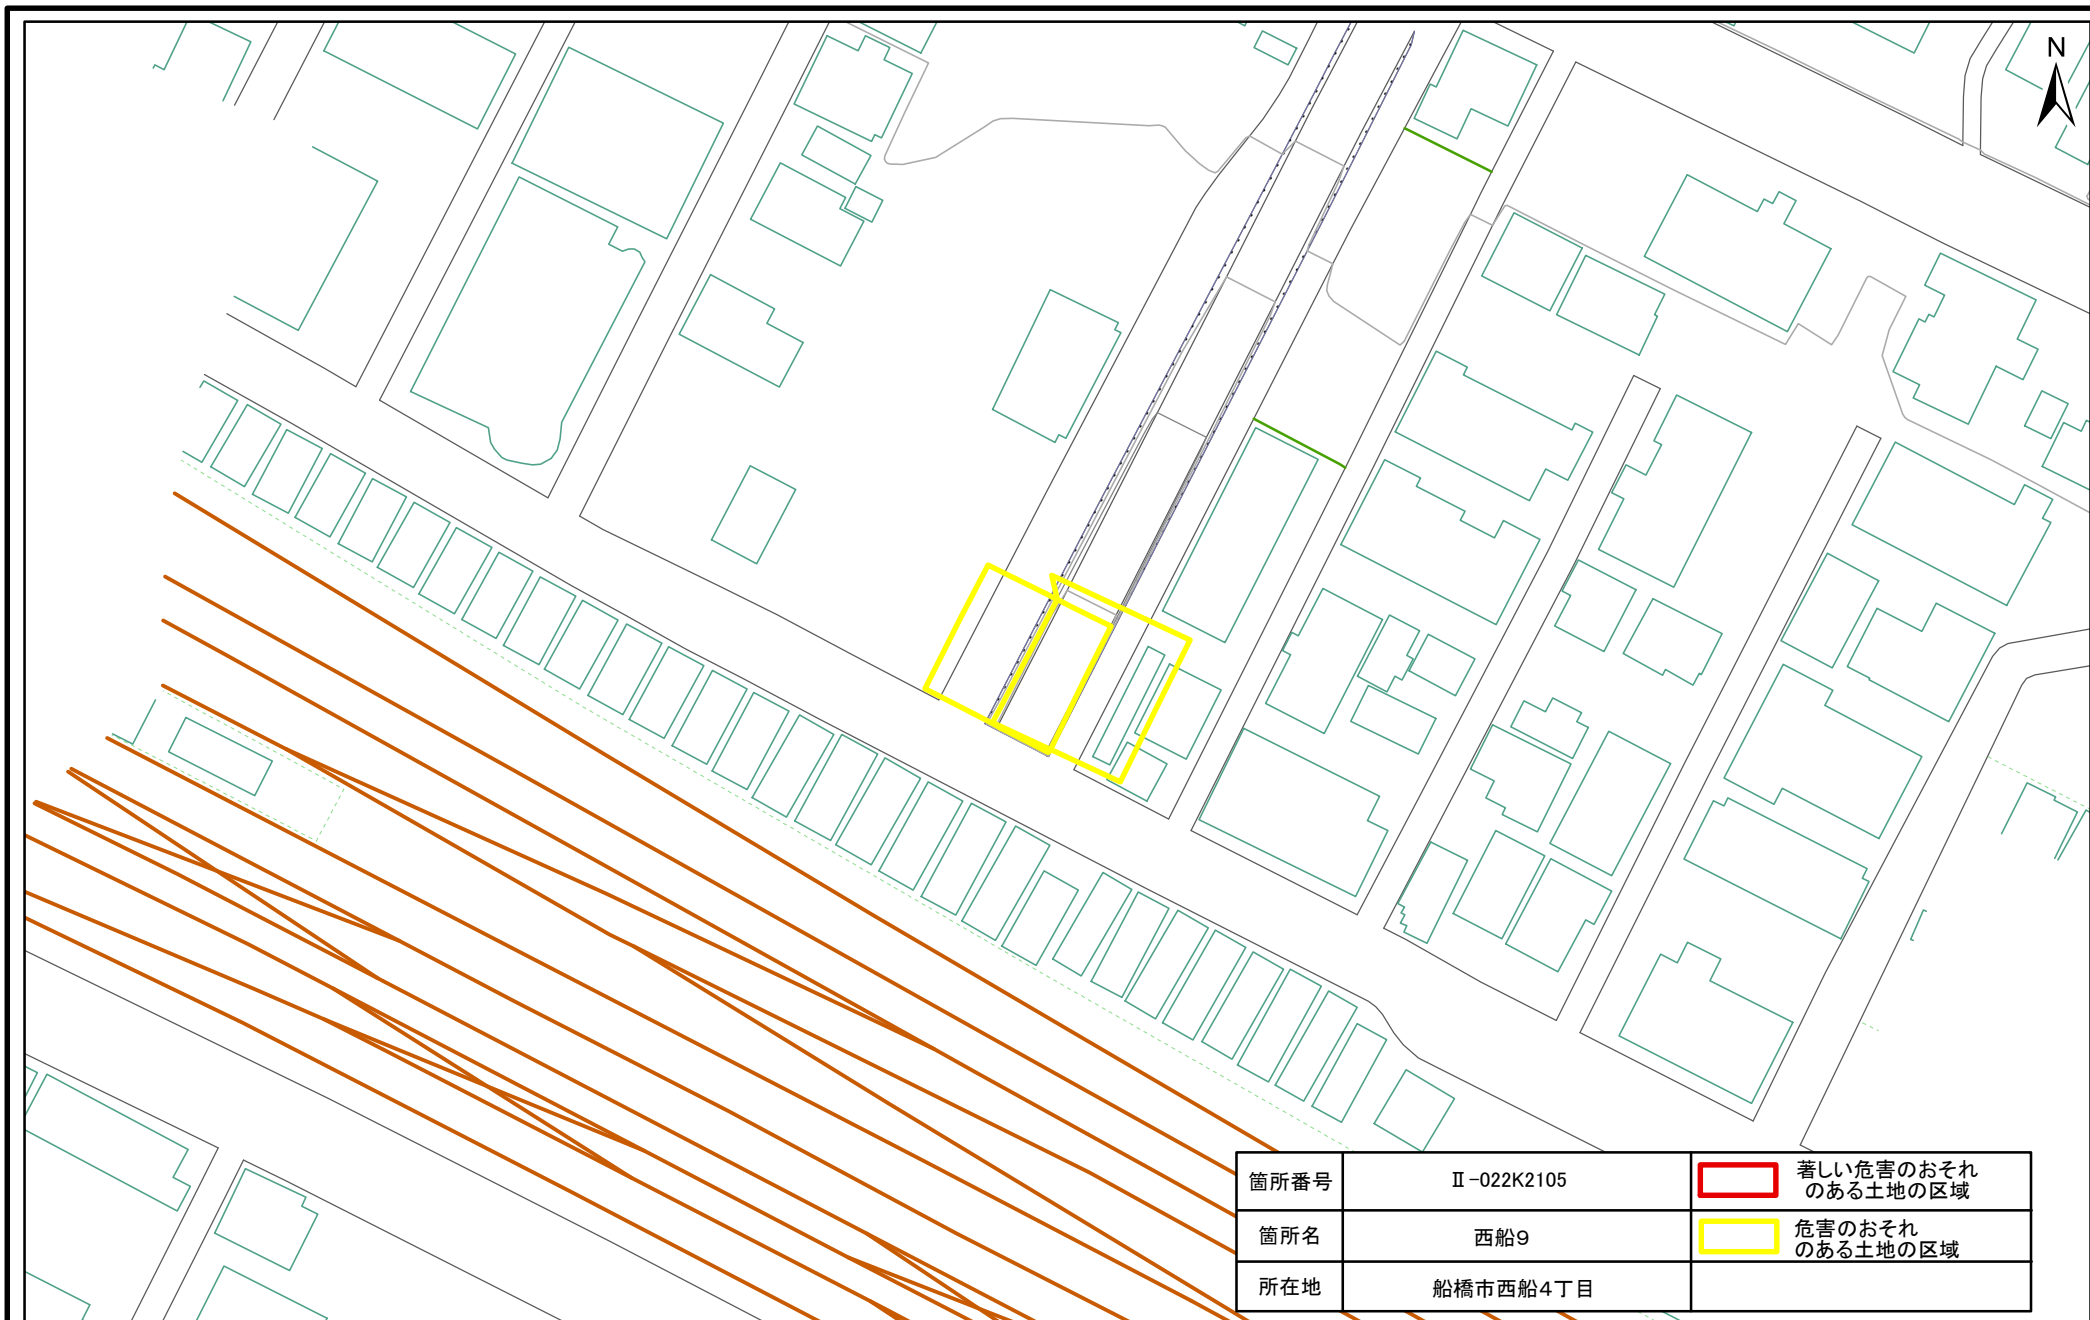 N
箇所番号 Ⅱ-022K2105 著しい危害のおそれ
のある土地の区域
箇所名 西船9 危害のおそれ
のある土地の区域
所在地 船橋市西船4丁目